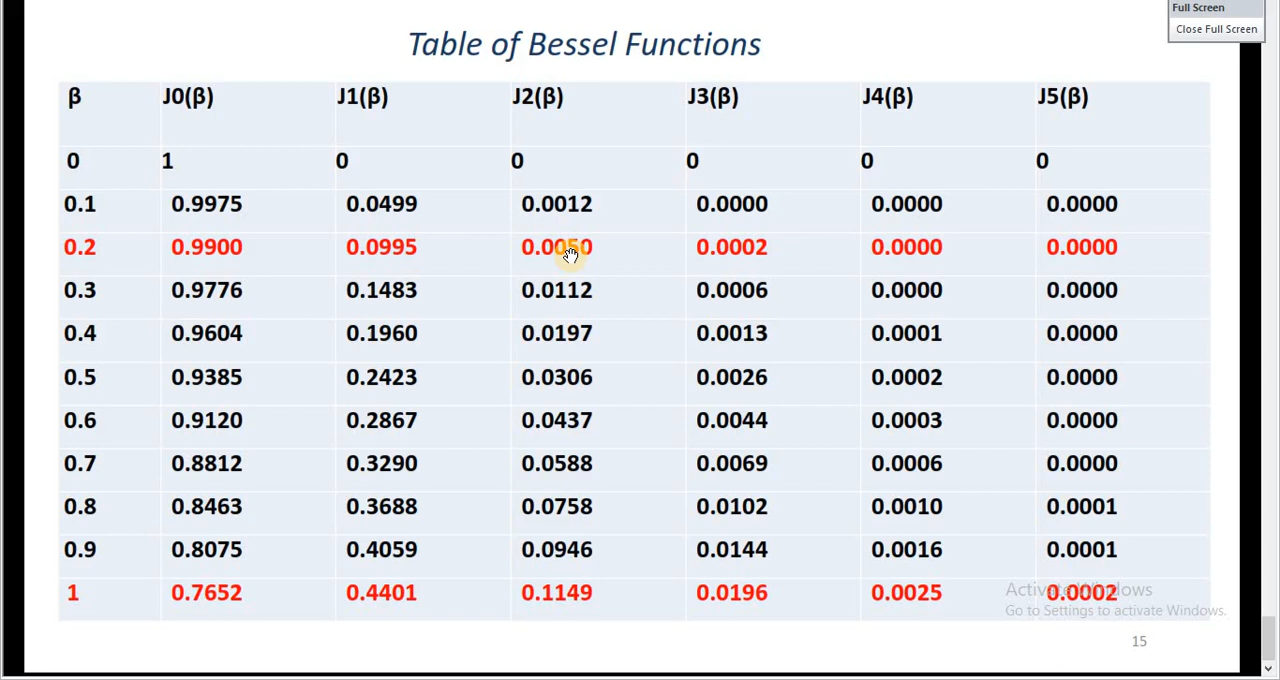 Full Screen
Close Full Screen
Table of Bessel Functions
β J0(β) J1(β) J2(β) J3(β) J4(β) J5(β)
0 1 0 0 0 0 0
0.1 0.9975 0.0499 0.0012 0.0000 0.0000 0.0000
0.2 0.9900 0.0995 0.0050 0.0002 0.0000 0.0000
0.3 0.9776 0.1483 0.0112 0.0006 0.0000 0.0000
0.4 0.9604 0.1960 0.0197 0.0013 0.0001 0.0000
0.5 0.9385 0.2423 0.0306 0.0026 0.0002 0.0000
0.6 0.9120 0.2867 0.0437 0.0044 0.0003 0.0000
0.7 0.8812 0.3290 0.0588 0.0069 0.0006 0.0000
0.8 0.8463 0.3688 0.0758 0.0102 0.0010 0.0001
0.9 0.8075 0.4059 0.0946 0.0144 0.0016 0.0001
1 0.7652 0.4401 0.1149 0.0196 0.0025 0.0002
Activate Windows
Go to Settings to activate Windows.
15